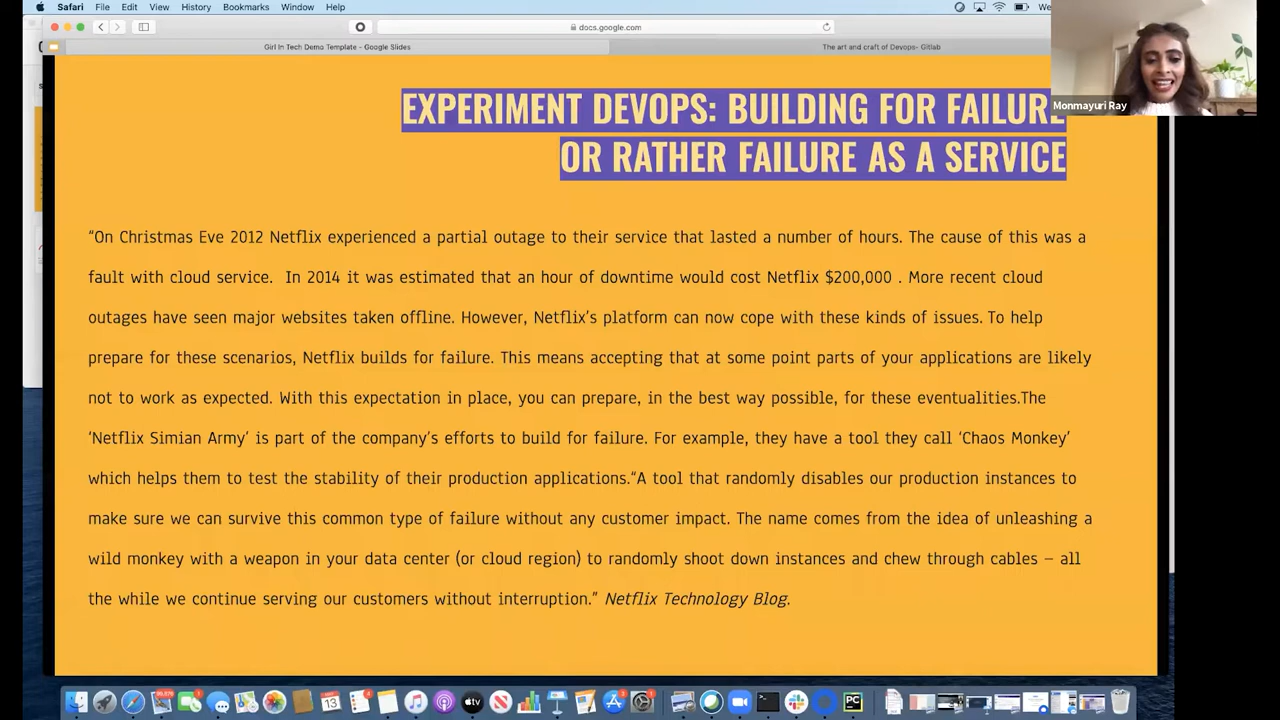 Safari File Edit View History Bookmarks Window Help We
docs.google.com
Girl In Tech Demo Template - Google Slides
The art and craft of Devops- Gitlab
Monmayuri Ray
EXPERIMENT DEVOPS: BUILDING FOR FAILURE
OR RATHER FAILURE AS A SERVICE
“On Christmas Eve 2012 Netflix experienced a partial outage to their service that lasted a number of hours. The cause of this was a
fault with cloud service. In 2014 it was estimated that an hour of downtime would cost Netflix $200,000 . More recent cloud
outages have seen major websites taken offline. However, Netflix’s platform can now cope with these kinds of issues. To help
prepare for these scenarios, Netflix builds for failure. This means accepting that at some point parts of your applications are likely
not to work as expected. With this expectation in place, you can prepare, in the best way possible, for these eventualities.The
‘Netflix Simian Army’ is part of the company’s efforts to build for failure. For example, they have a tool they call ‘Chaos Monkey’
which helps them to test the stability of their production applications.“A tool that randomly disables our production instances to
make sure we can survive this common type of failure without any customer impact. The name comes from the idea of unleashing a
wild monkey with a weapon in your data center (or cloud region) to randomly shoot down instances and chew through cables – all
the while we continue serving our customers without interruption.” Netflix Technology Blog.
13
tv
PC